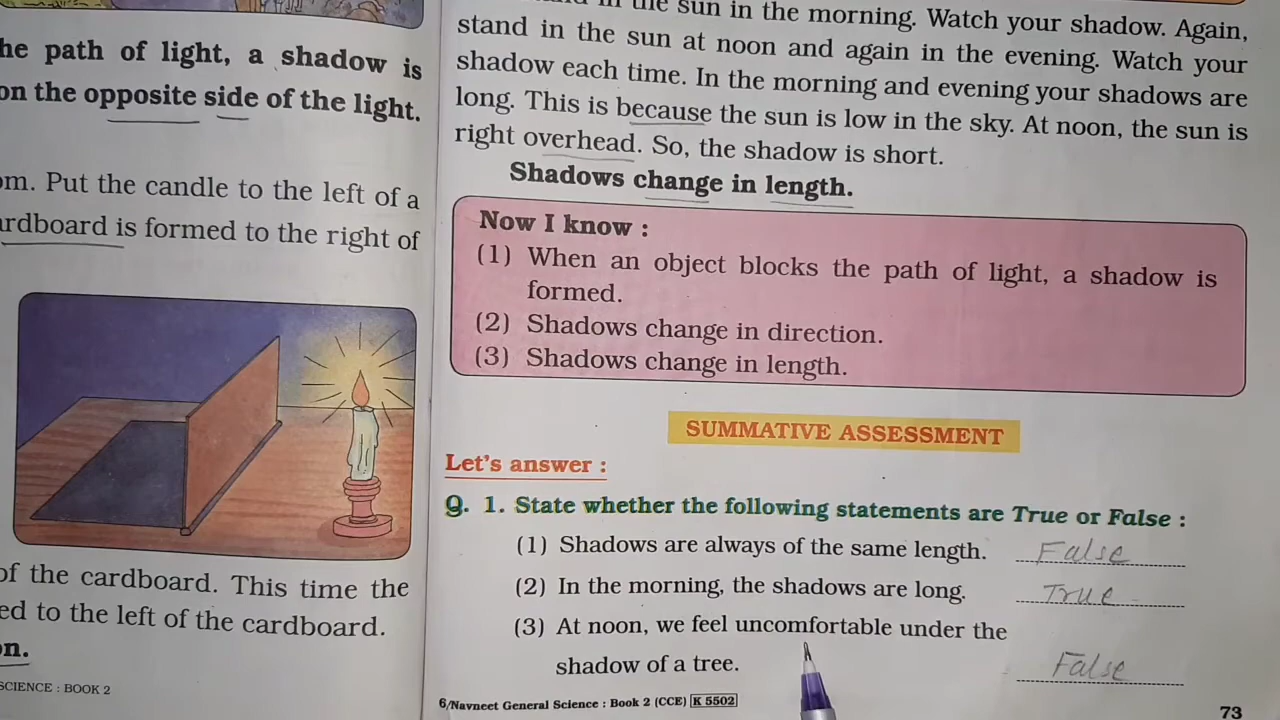 he path of light, a shadow is
on the opposite side of the light.
om. Put the candle to the left of a
ardboard is formed to the right of
of the cardboard. This time the
ed to the left of the cardboard.
on.
SCIENCE : BOOK 2
in the sun in the morning. Watch your shadow. Again,
stand in the sun at noon and again in the evening. Watch your
shadow each time. In the morning and evening your shadows are
long. This is because the sun is low in the sky. At noon, the sun is
right overhead. So, the shadow is short.
Shadows change in length.
Now I know :
(1) When an object blocks the path of light, a shadow is
formed.
(2) Shadows change in direction.
(3) Shadows change in length.
SUMMATIVE ASSESSMENT
Let's answer :
Q. 1. State whether the following statements are True or False :
(1) Shadows are always of the same length. False
(2) In the morning, the shadows are long. True
(3) At noon, we feel uncomfortable under the
shadow of a tree. False
6/Navneet General Science : Book 2 (CCE) K 5502
73